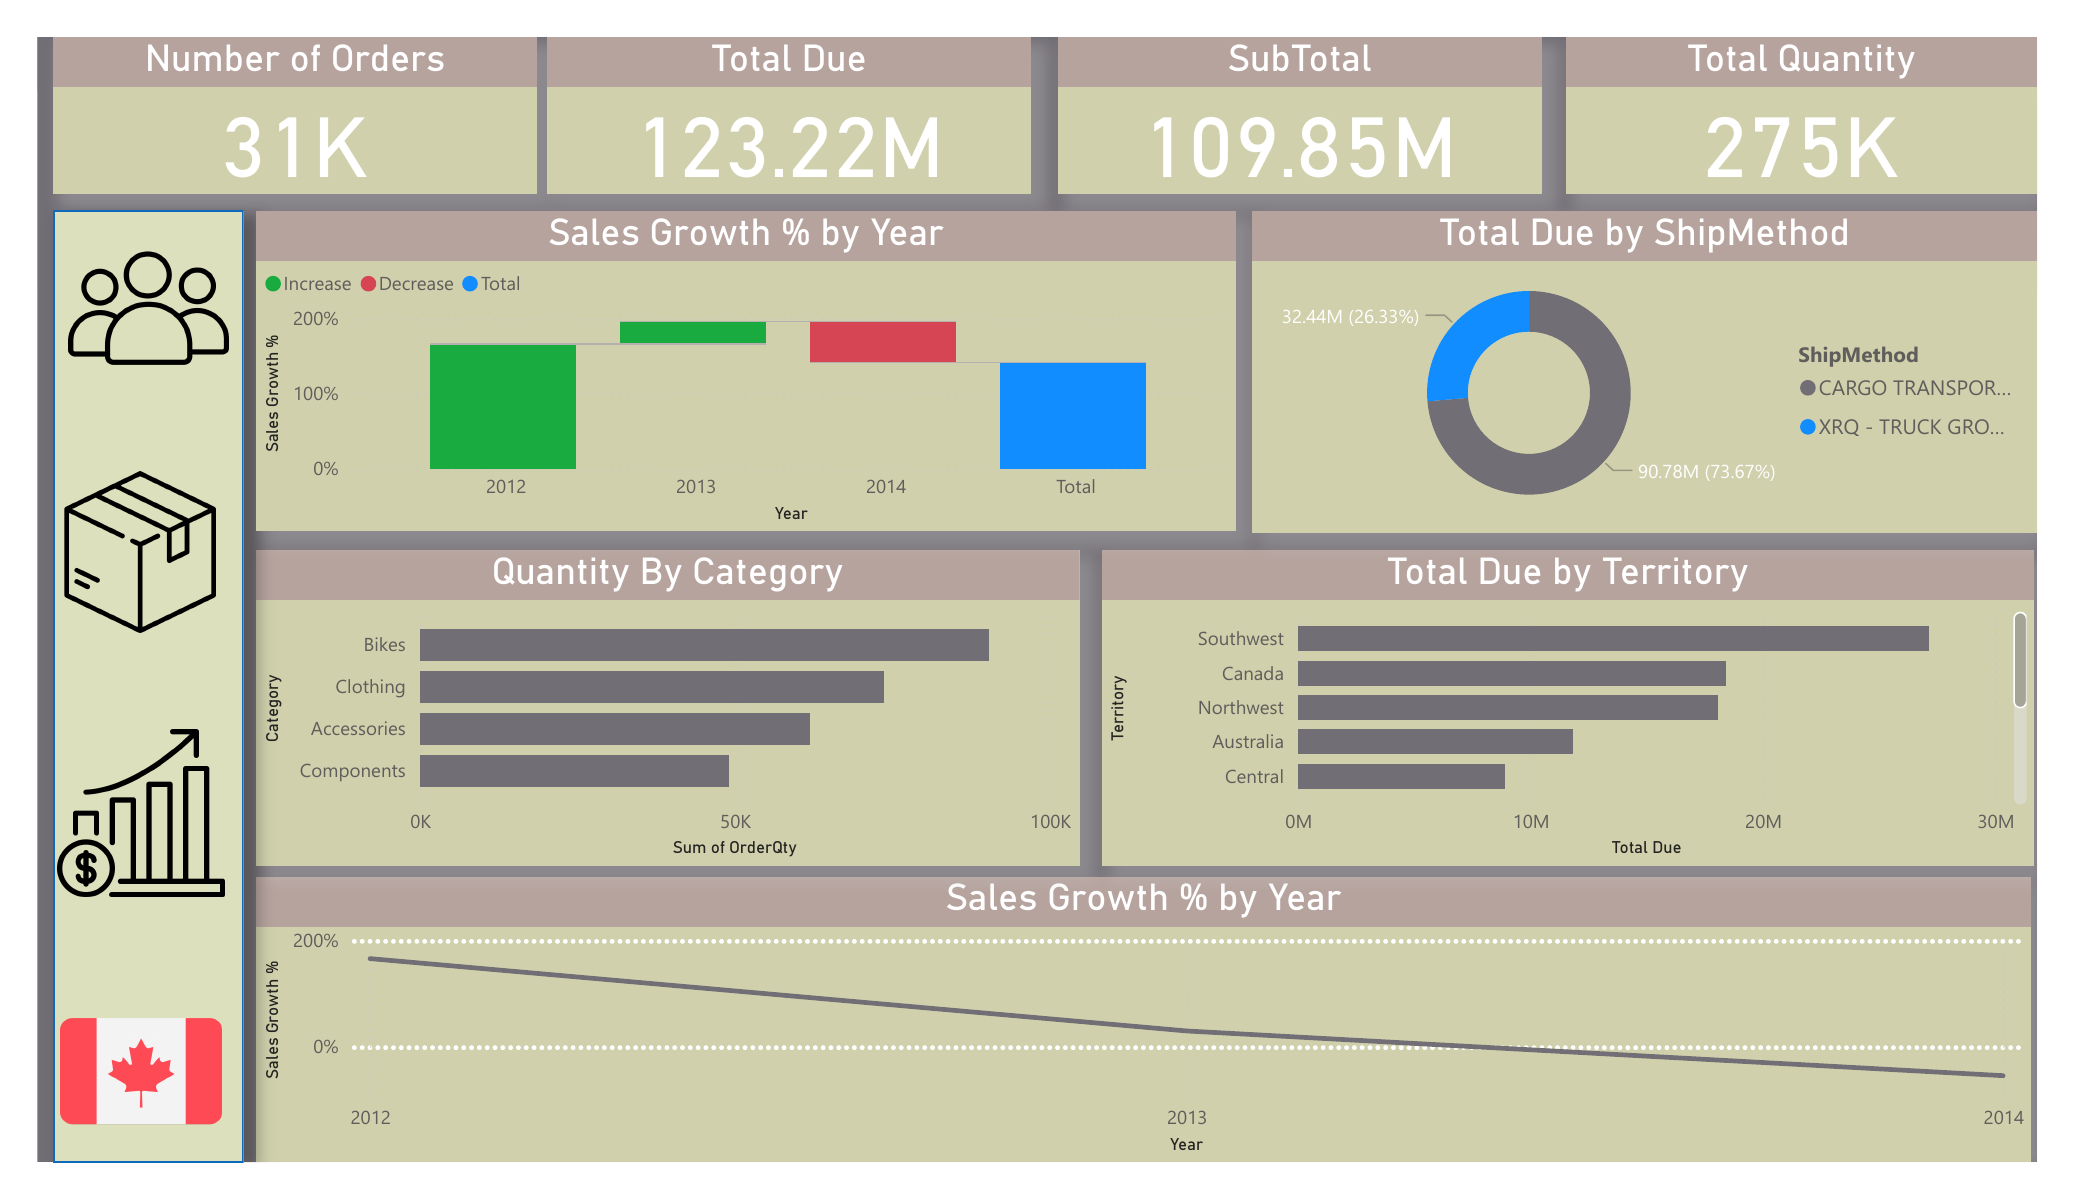 Number of Orders
Total Due
SubTotal
Total Quantity
31K
123.22M
109.85M
275K
Sales Growth % by Year
Increase Decrease Total
Sales Growth %
200%
100%
0%
2012 2013 2014 Total
Year
Total Due by ShipMethod
32.44M (26.33%)
90.78M (73.67%)
ShipMethod
CARGO TRANSPOR...
XRQ - TRUCK GRO...
Quantity By Category
Category
Bikes
Clothing
Accessories
Components
0K 50K 100K
Sum of OrderQty
Total Due by Territory
Territory
Southwest
Canada
Northwest
Australia
Central
0M 10M 20M 30M
Total Due
$
Sales Growth % by Year
Sales Growth %
200%
0%
2012 2013 2014
Year